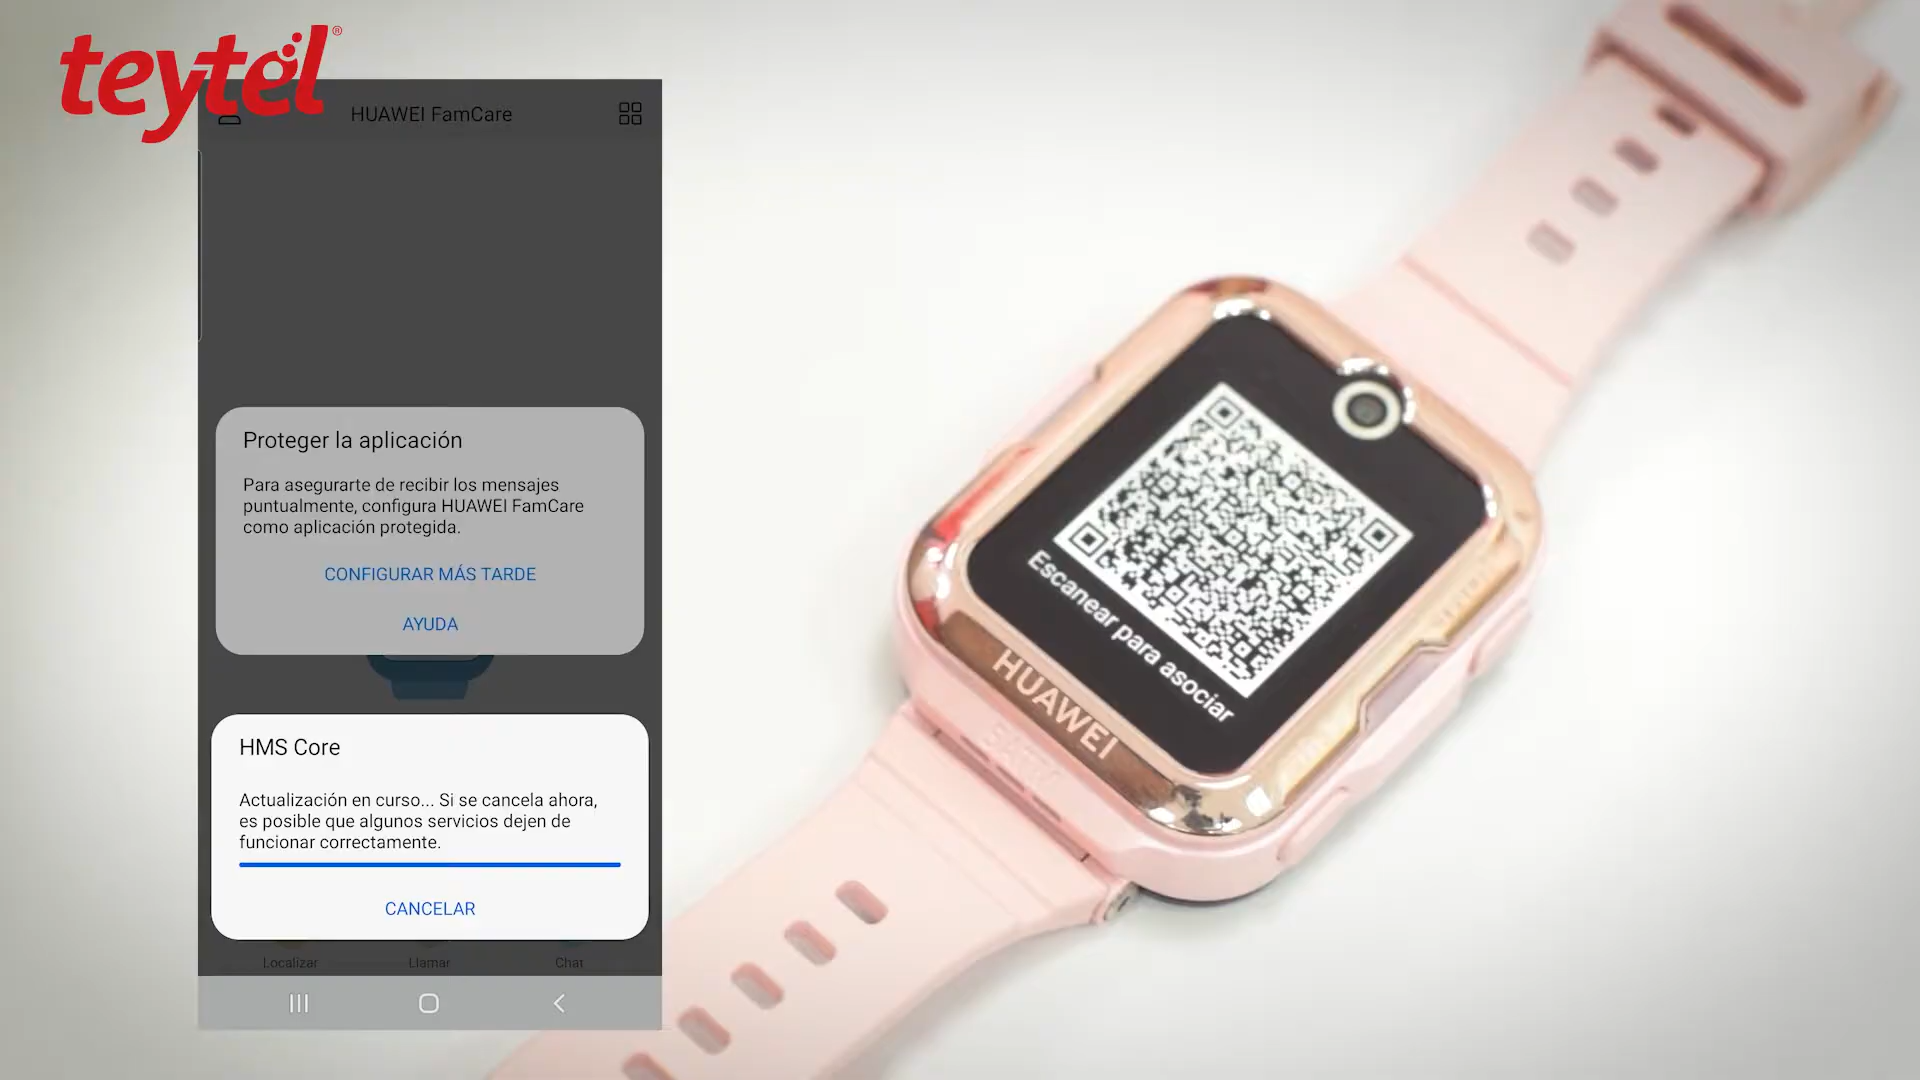 teytel®
HUAWEI FamCare
Proteger la aplicación
Para asegurarte de recibir los mensajes
puntualmente, configura HUAWEI FamCare
como aplicación protegida.
CONFIGURAR MÁS TARDE
AYUDA
HMS Core
Actualización en curso... Si se cancela ahora,
es posible que algunos servicios dejen de
funcionar correctamente.
CANCELAR
Localizar
Llamar
Chat
Escanear para asociar
HUAWEI